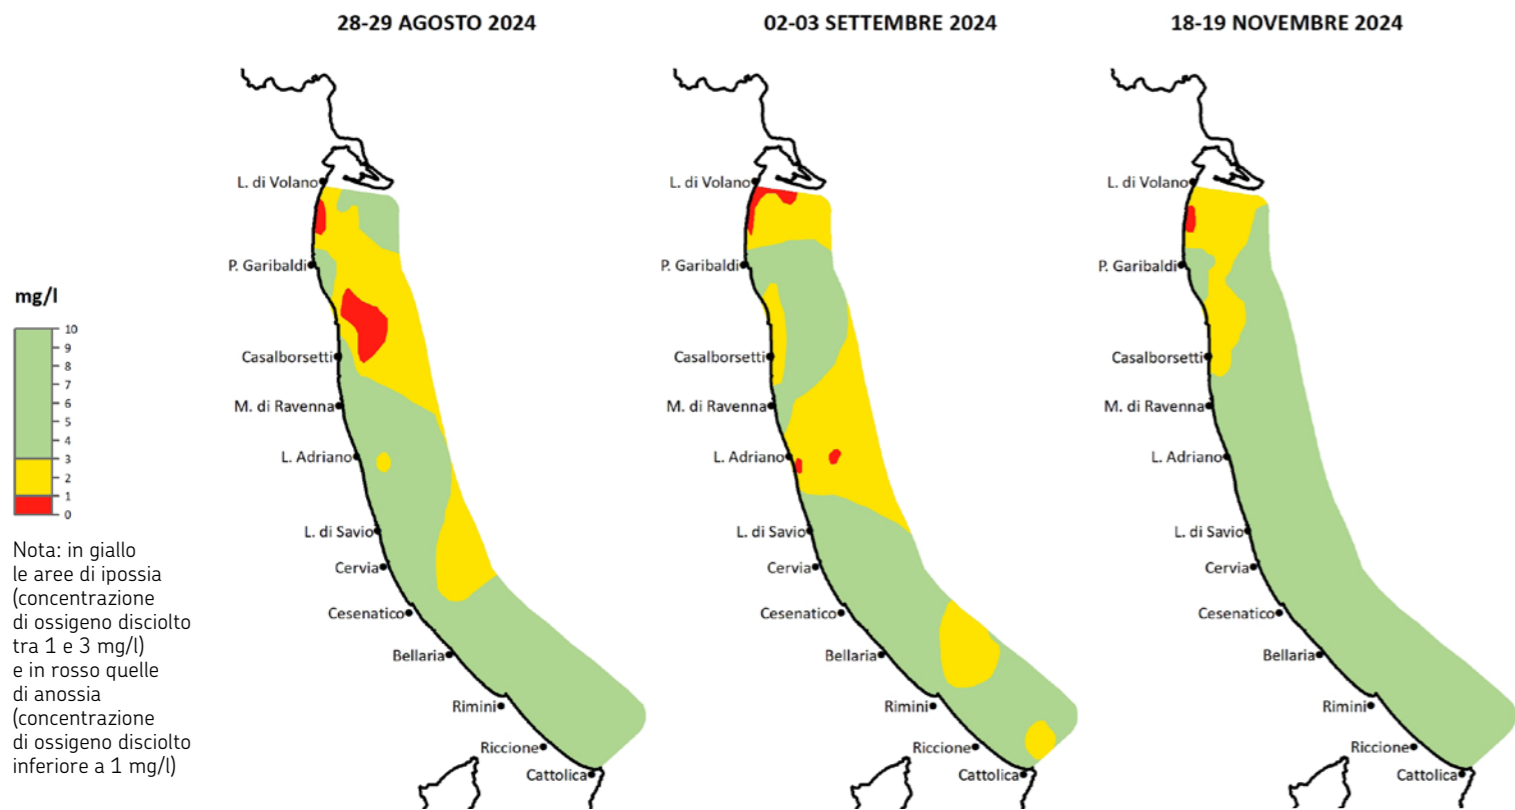 28-29 AGOSTO 2024
02-03 SETTEMBRE 2024
18-19 NOVEMBRE 2024
mg/l
10
9
8
7
6
5
4
3
2
1
0
Nota: in giallo
le aree di ipossia
(concentrazione
di ossigeno disciolto
tra 1 e 3 mg/l)
e in rosso quelle
di anossia
(concentrazione
di ossigeno disciolto
inferiore a 1 mg/l)
L. di Volano
P. Garibaldi
Casalborsetti
M. di Ravenna
L. Adriano
L. di Savio
Cervia
Cesenatico
Bellaria
Rimini
Riccione
Cattolica
L. di Volano
P. Garibaldi
Casalborsetti
M. di Ravenna
L. Adriano
L. di Savio
Cervia
Cesenatico
Bellaria
Rimini
Riccione
Cattolica
L. di Volano
P. Garibaldi
Casalborsetti
M. di Ravenna
L. Adriano
L. di Savio
Cervia
Cesenatico
Bellaria
Rimini
Riccione
Cattolica